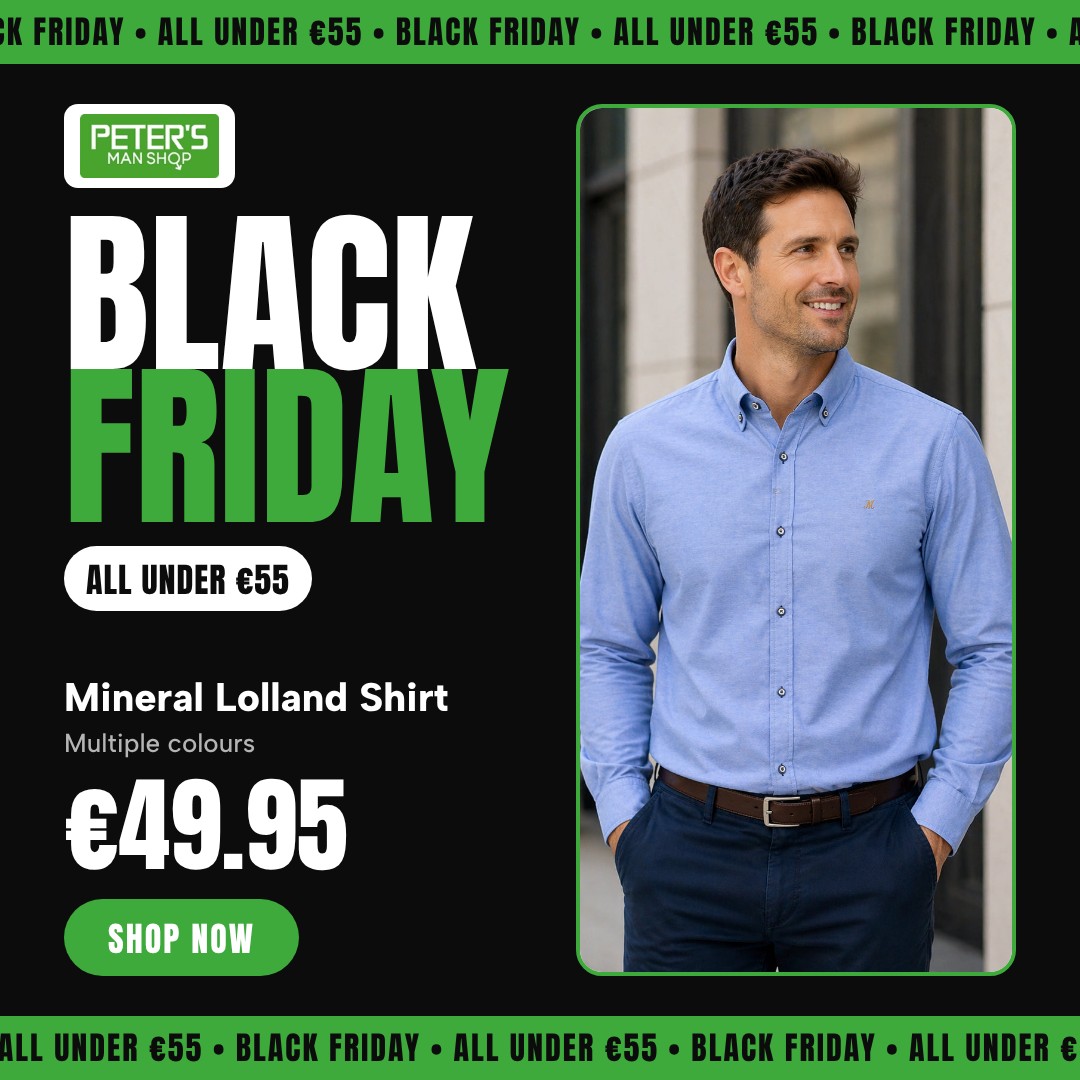 CK FRIDAY • ALL UNDER €55 • BLACK FRIDAY • ALL UNDER €55 • BLACK FRIDAY •
PETER'S
MAN SHOP
BLACK
FRIDAY
ALL UNDER €55
Mineral Lolland Shirt
Multiple colours
€49.95
SHOP NOW
ALL UNDER €55 • BLACK FRIDAY • ALL UNDER €55 • BLACK FRIDAY • ALL UNDER €